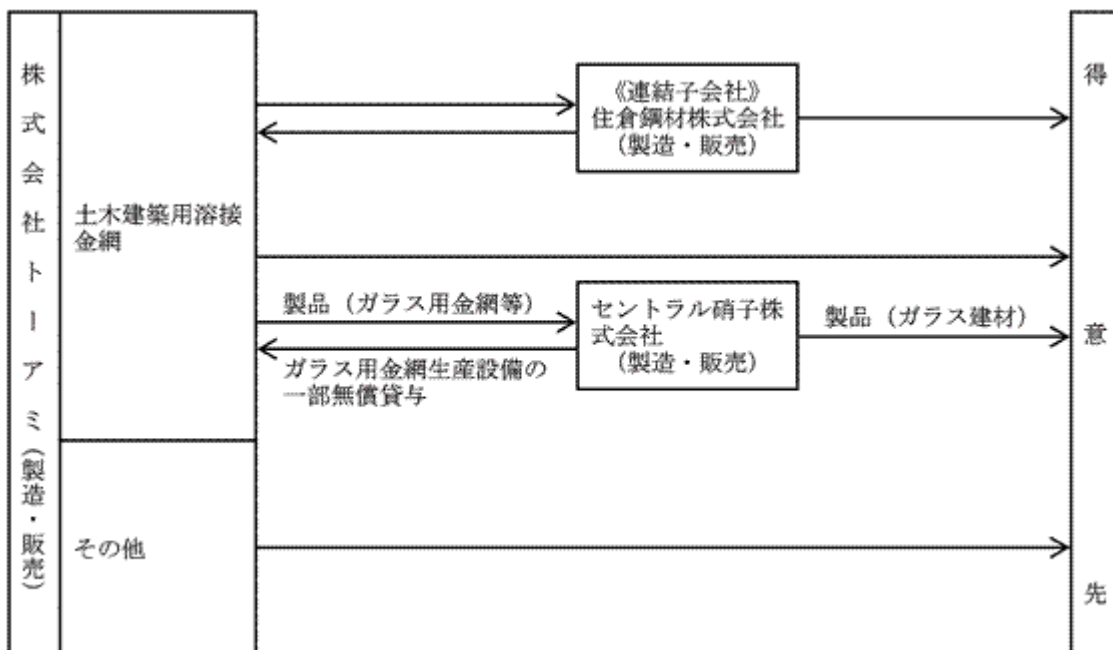 株式会社トーアミ(製造・販売)
土木建築用溶接
金網
その他
《連結子会社》
住倉鋼材株式会社
(製造・販売)
製品(ガラス用金網等)
ガラス用金網生産設備の
一部無償貸与
セントラル硝子株
式会社
(製造・販売)
製品(ガラス建材)
得意先